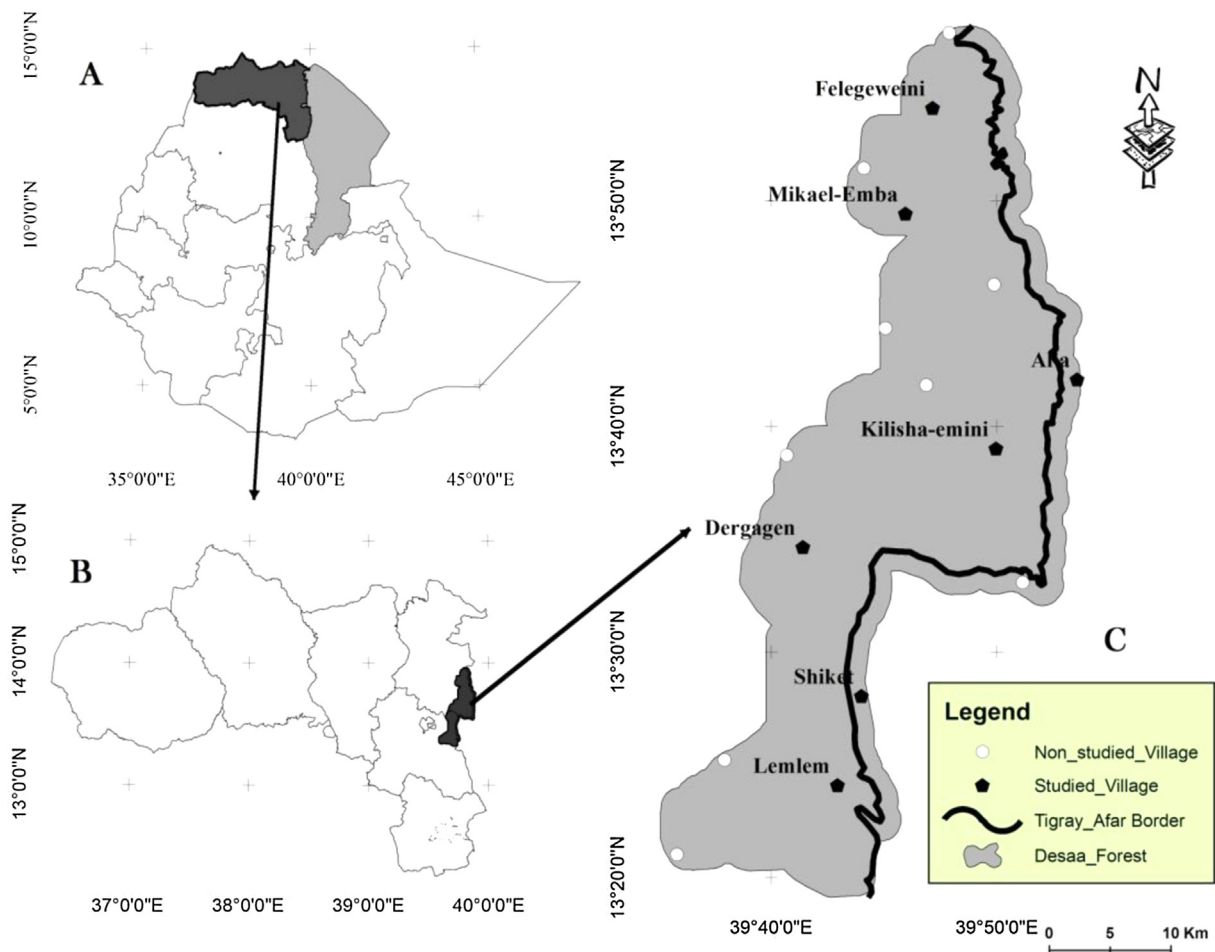 A
15°0'0"N
10°0'0"N
5°0'0"N
35°0'0"E 40°0'0"E 45°0'0"E
B
15°0'0"N
14°0'0"N
13°0'0"N
37°0'0"E 38°0'0"E 39°0'0"E 40°0'0"E
N
Felegeweini
Mikael-Emba
Kilisha-emini
Dergagen
Shiket
Lemlem
13°50'0"N
13°40'0"N
13°30'0"N
13°20'0"N
39°40'0"E 39°50'0"E
C
Legend
Non_studied_Village
Studied_Village
Tigray_Afar Border
Desaa_Forest
0 5 10 Km